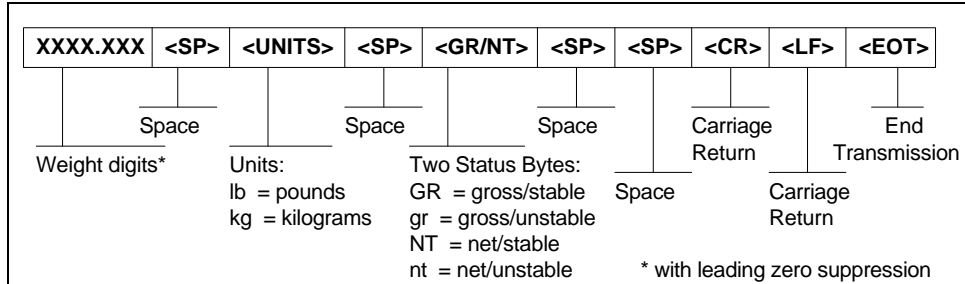 XXXX.XXX <SP> <UNITS> <SP> <GR/NT> <SP> <SP> <CR> <LF> <EOT>
Space Space Space Carriage End
Weight digits* Units: Two Status Bytes: Return Transmission
lb = pounds GR = gross/stable Space Carriage
kg = kilograms gr = gross/unstable Return
NT = net/stable
nt = net/unstable * with leading zero suppression